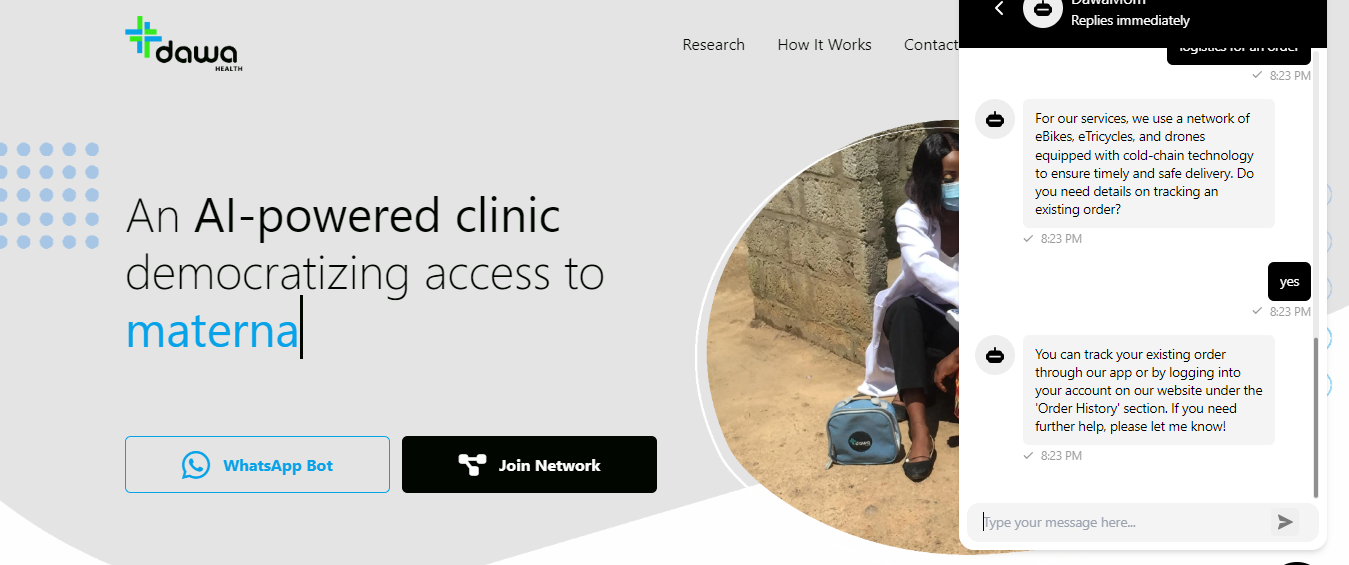 dawa
HEALTH
Research
How It Works
Contact
An AI-powered clinic
democratizing access to
materna
WhatsApp Bot
Join Network
DawaMom
Replies immediately
logistics for an order
8:23 PM
For our services, we use a network of
eBikes, eTricycles, and drones
equipped with cold-chain technology
to ensure timely and safe delivery. Do
you need details on tracking an
existing order?
8:23 PM
yes
8:23 PM
You can track your existing order
through our app or by logging into
your account on our website under the
'Order History' section. If you need
further help, please let me know!
8:23 PM
Type your message here...